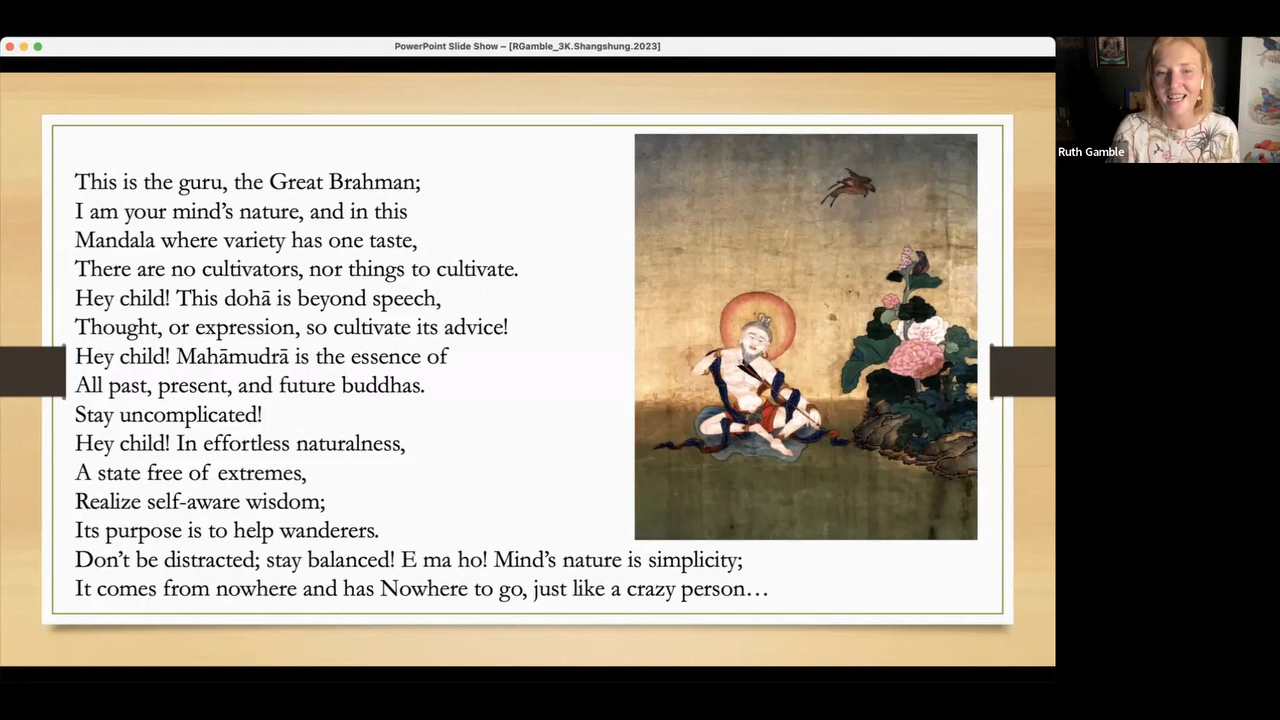 PowerPoint Slide Show – [RGamble_3K.Shangshung.2023]
This is the guru, the Great Brahman;
I am your mind’s nature, and in this
Mandala where variety has one taste,
There are no cultivators, nor things to cultivate.
Hey child! This dohā is beyond speech,
Thought, or expression, so cultivate its advice!
Hey child! Mahāmudrā is the essence of
All past, present, and future buddhas.
Stay uncomplicated!
Hey child! In effortless naturalness,
A state free of extremes,
Realize self-aware wisdom;
Its purpose is to help wanderers.
Don’t be distracted; stay balanced! E ma ho! Mind’s nature is simplicity;
It comes from nowhere and has Nowhere to go, just like a crazy person…
Ruth Gamble